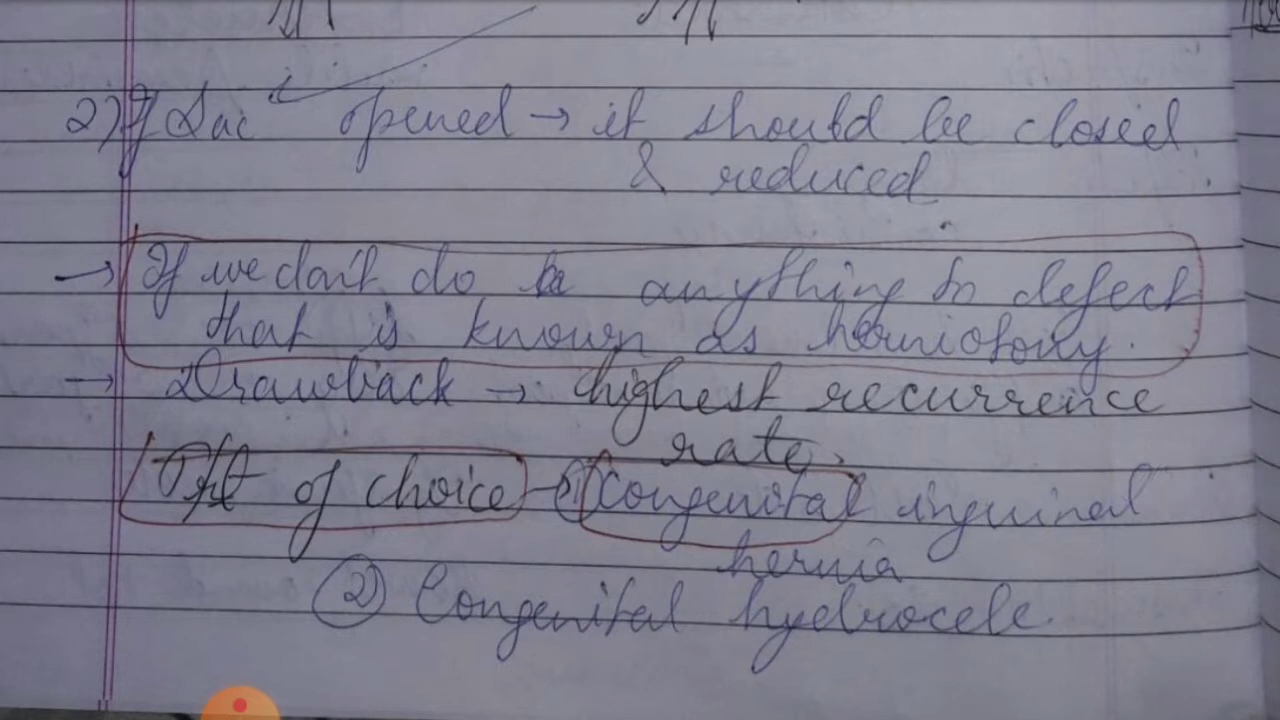 2) If Sac opened → it should be closed
& reduced
→ If we don't do anything to defect
that is known as herniotomy.
→ Drawback → highest recurrence
rate.
of choice → ① Congenital inguinal
hernia
② Congenital hydrocele.